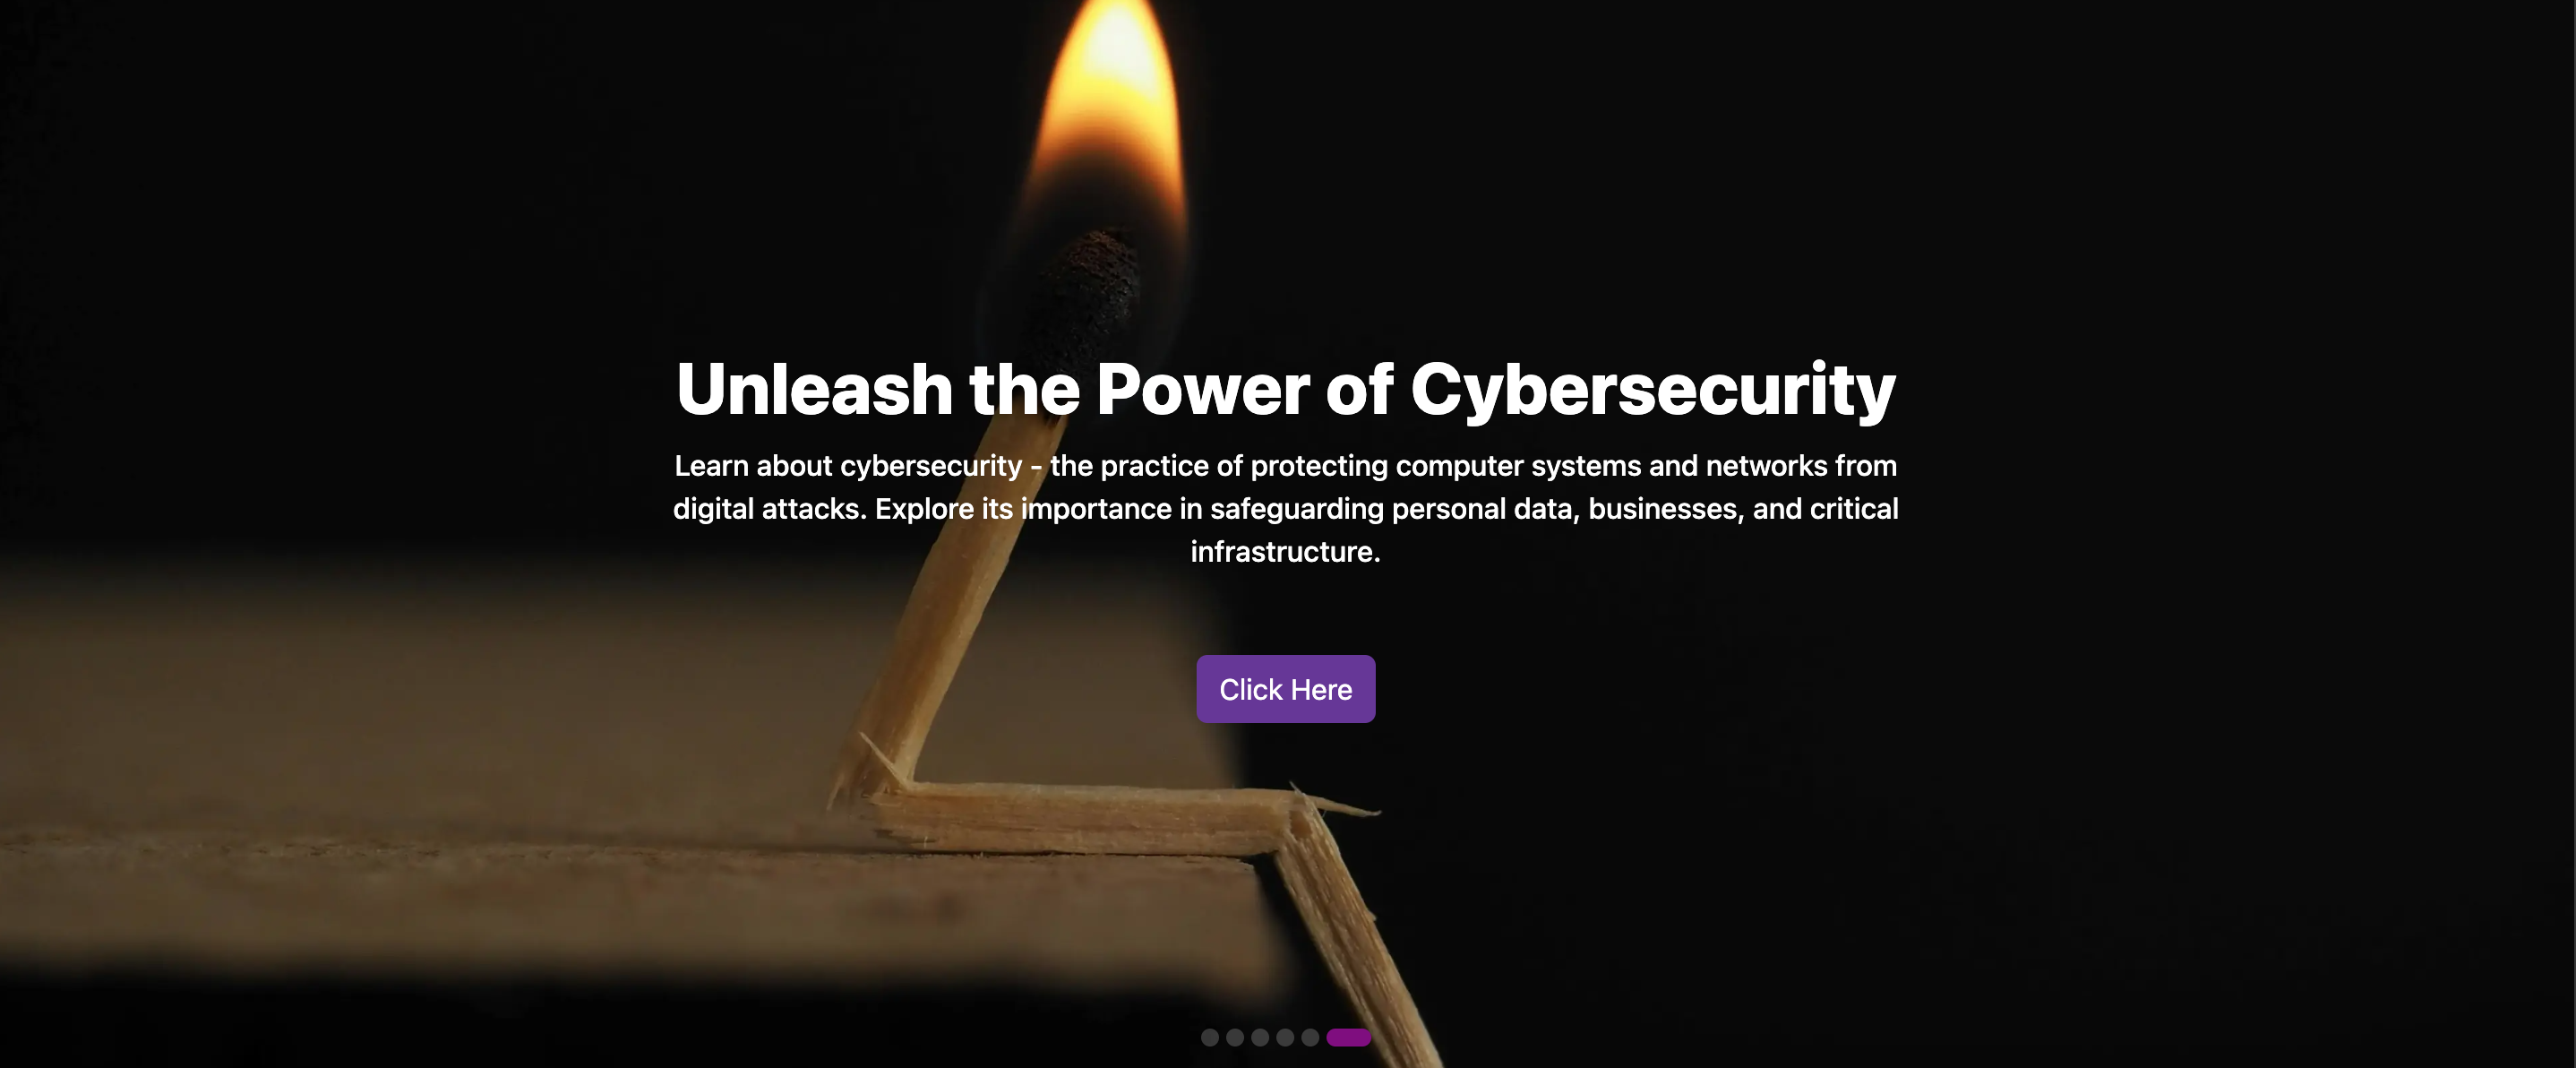 Unleash the Power of Cybersecurity
Learn about cybersecurity - the practice of protecting computer systems and networks from
digital attacks. Explore its importance in safeguarding personal data, businesses, and critical
infrastructure.
Click Here